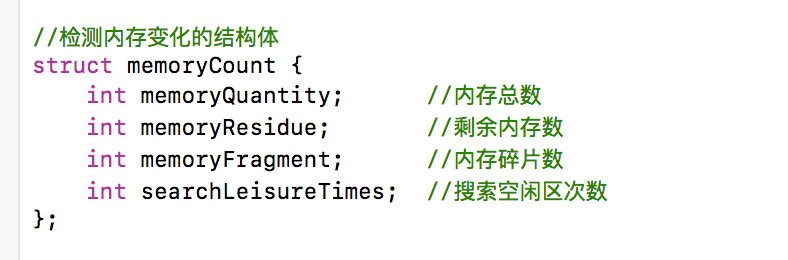 //检测内存变化的结构体
struct memoryCount {
    int memoryQuantity;      //内存总数
    int memoryResidue;       //剩余内存数
    int memoryFragment;      //内存碎片数
    int searchLeisureTimes;  //搜索空闲区次数
};